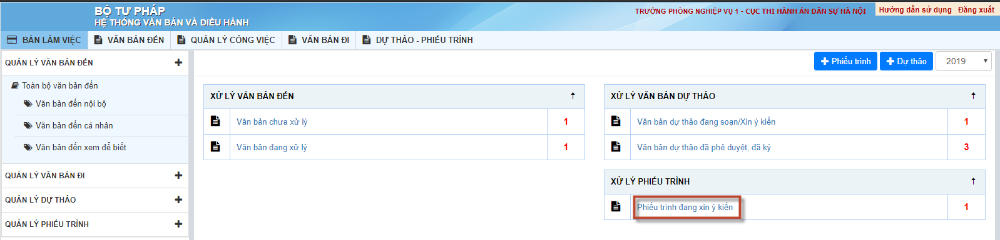 BỘ TƯ PHÁP
HỆ THỐNG VĂN BẢN VÀ ĐIỀU HÀNH
TRƯỞNG PHÒNG NGHIỆP VỤ 1 - CỤC THI HÀNH ÁN DÂN SỰ HÀ NỘI
Hướng dẫn sử dụng Đăng xuất
BÀN LÀM VIỆC VĂN BẢN ĐẾN QUẢN LÝ CÔNG VIỆC VĂN BẢN ĐI DỰ THẢO - PHIẾU TRÌNH
QUẢN LÝ VĂN BẢN ĐẾN
Toàn bộ văn bản đến
Văn bản đến nội bộ
Văn bản đến cá nhân
Văn bản đến xem để biết
QUẢN LÝ VĂN BẢN ĐI
QUẢN LÝ DỰ THẢO
QUẢN LÝ PHIẾU TRÌNH
Phiếu trình Dự thảo 2019
XỬ LÝ VĂN BẢN ĐẾN
Văn bản chưa xử lý 1
Văn bản đang xử lý 1
XỬ LÝ VĂN BẢN DỰ THẢO
Văn bản dự thảo đang soạn/Xin ý kiến 1
Văn bản dự thảo đã phê duyệt, đã ký 3
XỬ LÝ PHIẾU TRÌNH
Phiếu trình đang xin ý kiến 1